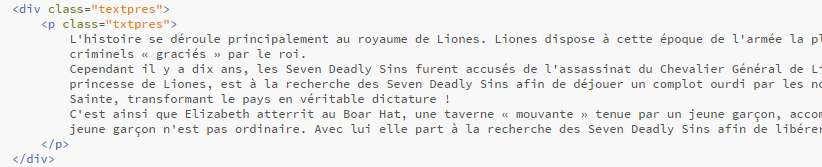 <div class="textpres">
<p class="txtpres">
L'histoire se déroule principalement au royaume de Liones. Liones dispose à cette époque de l'armée la
criminels « graciés » par le roi.
Cependant il y a dix ans, les Seven Deadly Sins furent accusés de l'assassinat du Chevalier Général de
princesse de Liones, est à la recherche des Seven Deadly Sins afin de déjouer un complot ourdi par les
Sainte, transformant le pays en véritable dictature !
C'est ainsi que Elizabeth atterrit au Boar Hat, une taverne « mouvante » tenue par un jeune garçon,
jeune garçon n'est pas ordinaire. Avec lui elle part à la recherche des Seven Deadly Sins afin de
</p>
</div>